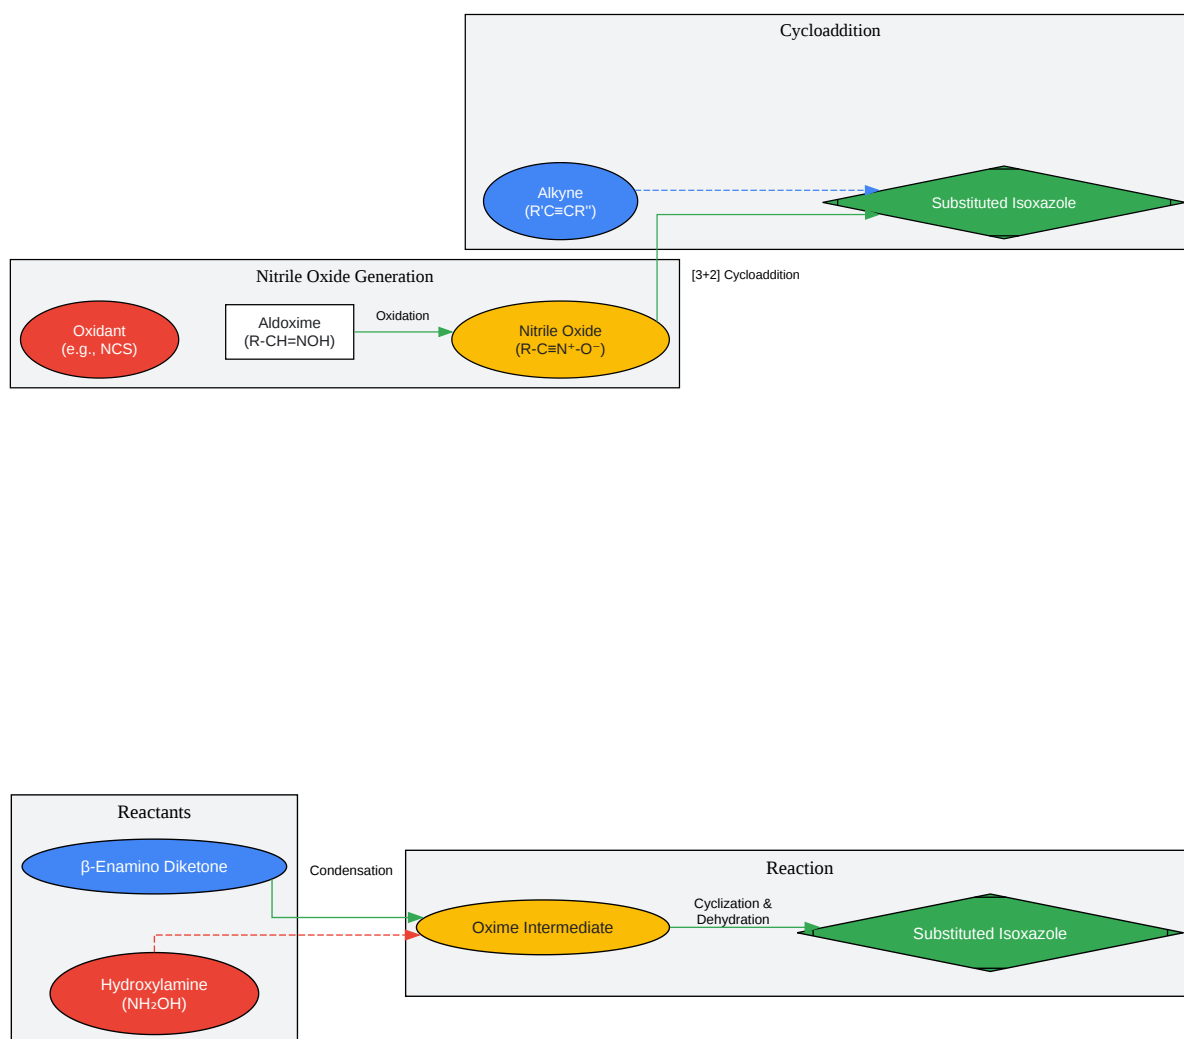 Cycloaddition
Alkyne
(R'C≡CR'')
Substituted Isoxazole
[3+2] Cycloaddition
Nitrile Oxide Generation
Oxidant
(e.g., NCS)
Aldoxime
(R-CH=NOH)
Oxidation
Nitrile Oxide
(R-C≡N⁺-O⁻)
Reactants
β-Enamino Diketone
Hydroxylamine
(NH₂OH)
Condensation
Reaction
Oxime Intermediate
Cyclization &
Dehydration
Substituted Isoxazole